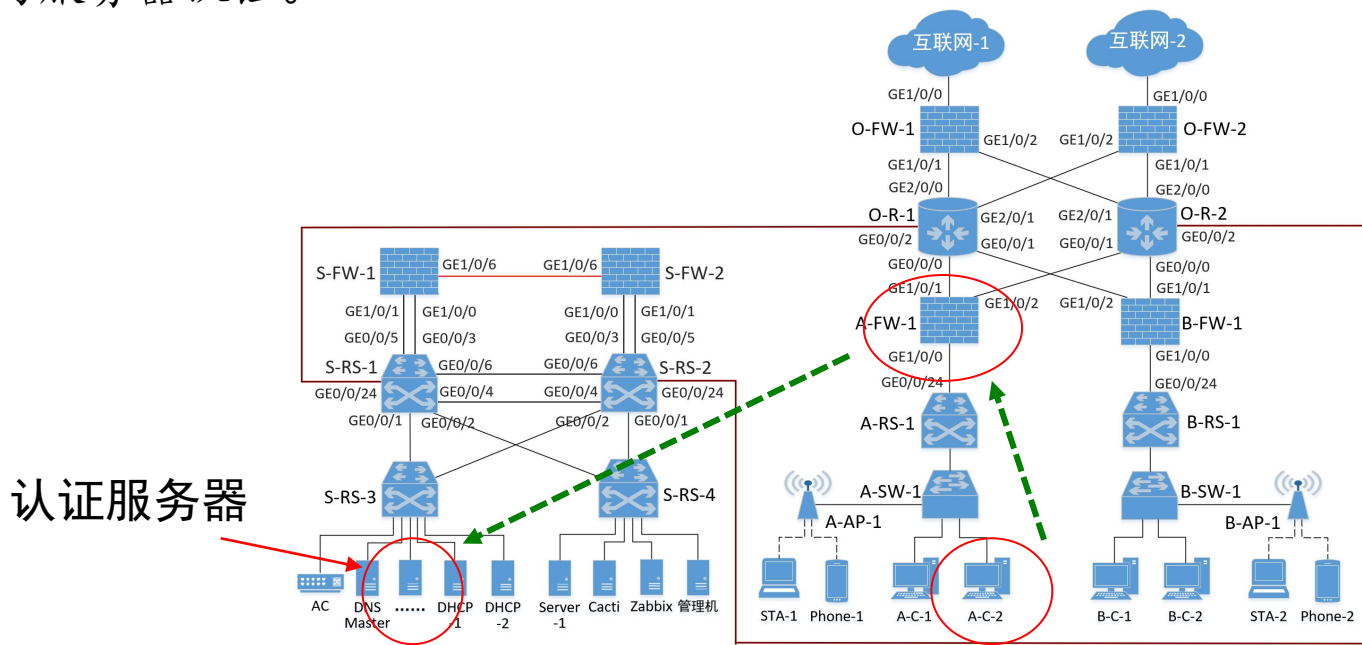 互联网-1 互联网-2
GE1/0/0 GE1/0/0
O-FW-1 GE1/0/2 GE1/0/2 O-FW-2
GE1/0/1 GE1/0/1
GE2/0/0 GE2/0/0
O-R-1 GE2/0/1 GE2/0/1 O-R-2
GE0/0/2 GE0/0/1 GE0/0/1 GE0/0/2
S-FW-1 GE1/0/6 GE1/0/6 S-FW-2
GE0/0/0 GE0/0/0
GE1/0/1 GE1/0/1
GE1/0/2 GE1/0/2
GE1/0/1 GE1/0/0 GE1/0/0 GE1/0/1
A-FW-1 B-FW-1
GE0/0/5 GE0/0/3 GE0/0/3 GE0/0/5
GE1/0/0 GE1/0/0
S-RS-1 GE0/0/6 GE0/0/6 S-RS-2
GE0/0/24 GE0/0/24
GE0/0/24 GE0/0/4 GE0/0/4 GE0/0/24
GE0/0/1 GE0/0/2 GE0/0/2 GE0/0/1
A-RS-1 B-RS-1
认证服务器
S-RS-3 S-RS-4
A-SW-1 B-SW-1
A-AP-1 B-AP-1
AC DNS Master ...... DHCP -1 DHCP -2 Server -1 Cacti Zabbix 管理机
STA-1 Phone-1 A-C-1 A-C-2 B-C-1 B-C-2 STA-2 Phone-2